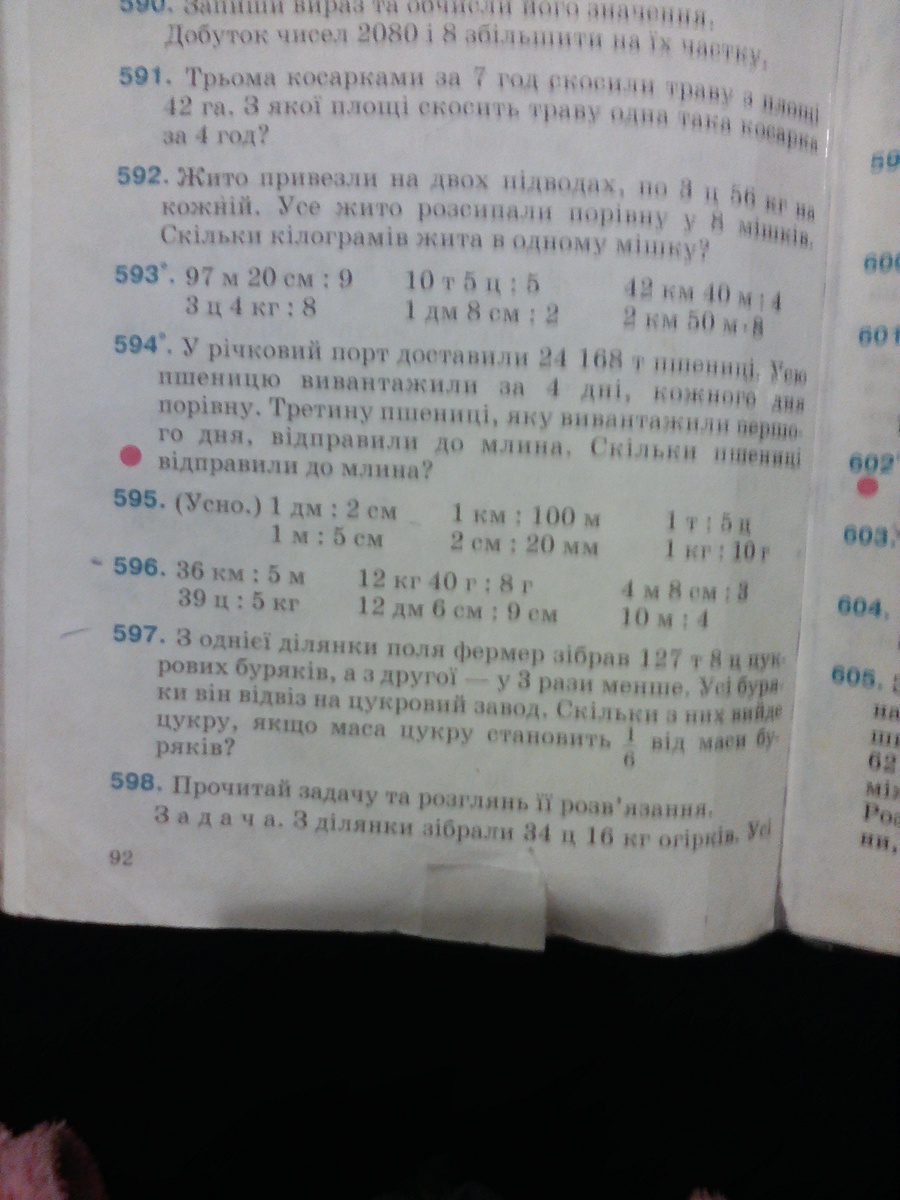 590. Запиши вираз та обчисли його значення.
Добуток чисел 2080 і 8 збільшити на їх частку.
591. Трьома косарками за 7 год скосили траву з площі
42 га. З якої площі скосить траву одна така косарка
за 4 год?
592. Жито привезли на двох підводах, по 3 ц 56 кг на
кожній. Усе жито розсипали порівну у 8 мішків.
Скільки кілограмів жита в одному мішку?
593°. 97 м 20 см : 9 10 т 5 ц : 5 42 км 40 м : 4
3 ц 4 кг : 8 1 дм 8 см : 2 2 км 50 м : 8
594°. У річковий порт доставили 24 168 т пшениці. Усю
пшеницю вивантажили за 4 дні, кожного дня
порівну. Третину пшениці, яку вивантажили першо-
го дня, відправили до млина. Скільки пшениці
відправили до млина?
595. (Усно.) 1 дм : 2 см 1 км : 100 м 1 т : 5 ц
1 м : 5 см 2 см : 20 мм 1 кг : 10 г
596. 36 км : 5 м 12 кг 40 г : 8 г 4 м 8 см : 3
39 ц : 5 кг 12 дм 6 см : 9 см 10 м : 4
597. З однієї ділянки поля фермер зібрав 127 т 8 ц цук-
рових буряків, а з другої — у 3 рази менше. Усі буря-
ки він відвіз на цукровий завод. Скільки з них вийде
цукру, якщо маса цукру становить 1/6 від маси бу-
ряків?
598. Прочитай задачу та розглянь її розв'язання.
Задача. З ділянки зібрали 34 ц 16 кг огірків. Усі
92
600
601
602°
603.
604.
605.
на
62
між
Рос